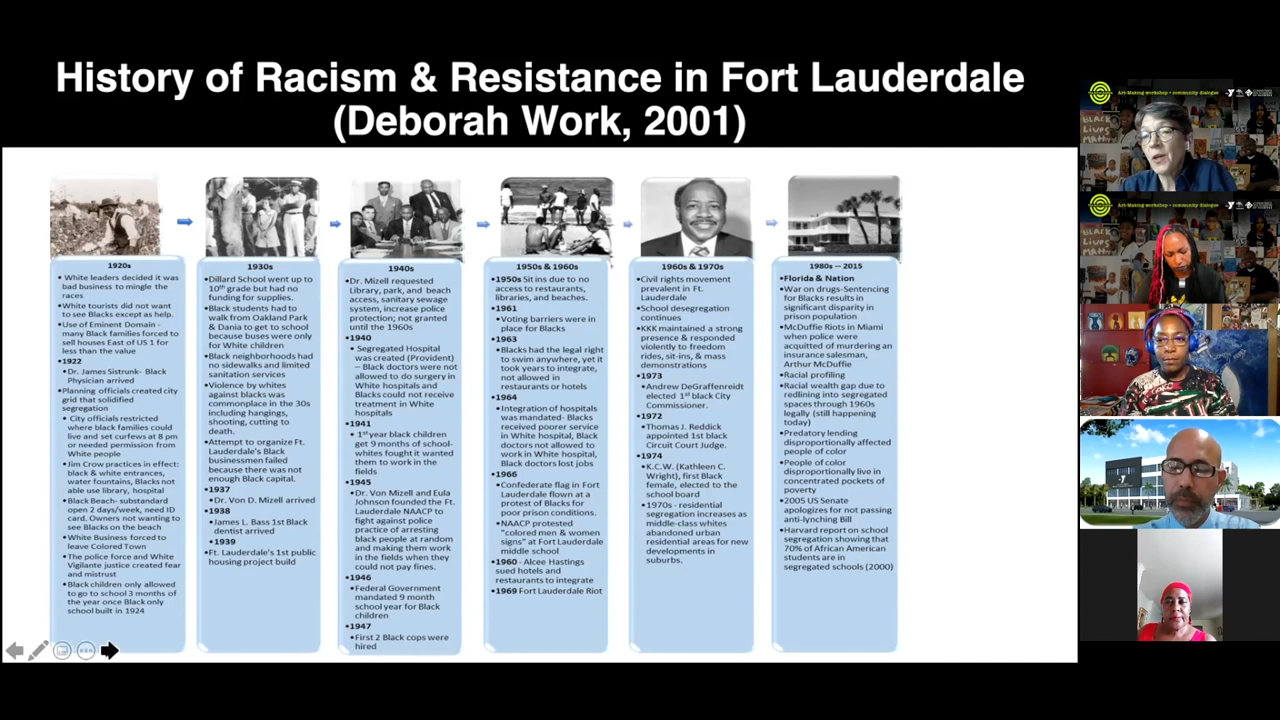 History of Racism & Resistance in Fort Lauderdale
(Deborah Work, 2001)
1920s
• White leaders decided it was
bad business to mingle the
races
• White tourists did not want
to see Blacks except as help.
• Use of Eminent Domain -
many Black families forced to
sell houses East of US 1 for
less than the value
• 1922
• Dr. James Sistrunk- Black
Physician arrived
• Planning officials created city
grid that solidified
segregation
• City officials restricted
where black families could
live and set curfews at 8 pm
or needed permission from
White people
• Jim Crow practices in effect:
black & white entrances,
water fountains, Blacks not
able use library, hospital
• Black Beach- substandard
open 2 days/week, need ID
card. Owners not wanting to
see Blacks on the beach
• White Business forced to
leave Colored Town
• The police force and White
Vigilante justice created fear
and mistrust
• Black children only allowed
to go to school 3 months of
the year once Black only
school built in 1924
1930s
• Dillard School went up to
10th grade but had no
funding for supplies.
• Black students had to
walk from Oakland Park
& Dania to get to school
because buses were only
for White children
• Black neighborhoods had
no sidewalks and limited
sanitation services
• Violence by whites
against blacks was
commonplace in the 30s
including hangings,
shooting, cutting to
death.
• Attempt to organize Ft.
Lauderdale's Black
businessmen failed
because there was not
enough Black capital.
• 1937
• Dr. Von D. Mizell arrived
• 1938
• James L. Bass 1st Black
dentist arrived
• 1939
• Ft. Lauderdale's 1st public
housing project build
1940s
• Dr. Mizell requested
Library, park, and beach
access, sanitary sewage
system, increase police
protection; not granted
until the 1960s
• 1940
• Segregated Hospital
was created (Provident)
-- Black doctors were not
allowed to do surgery in
White hospitals and
Blacks could not receive
treatment in White
hospitals
• 1941
• 1st year black children
get 9 months of school-
whites fought it wanted
them to work in the
fields
• 1945
• Dr. Von Mizell and Eula
Johnson founded the Ft.
Lauderdale NAACP to
fight against police
practice of arresting
black people at random
and making them work
in the fields when they
could not pay fines.
• 1946
• Federal Government
mandated 9 month
school year for Black
children
• 1947
• First 2 Black cops were
hired
1950s & 1960s
• 1950s Sit ins due to no
access to restaurants,
libraries, and beaches.
• 1961
• Voting barriers were in
place for Blacks
• 1963
• Blacks had the legal right
to swim anywhere, yet it
took years to integrate,
not allowed in
restaurants or hotels
• 1964
• Integration of hospitals
was mandated- Blacks
received poorer service
in White hospital, Black
doctors not allowed to
work in White hospital,
Black doctors lost jobs
• 1966
• Confederate flag in Fort
Lauderdale flown at a
protest of Blacks for
poor prison conditions.
• NAACP protested
"colored men & women
signs" at Fort Lauderdale
middle school
• 1960 - Alcee Hastings
sued hotels and
restaurants to integrate
• 1969 Fort Lauderdale Riot
1960s & 1970s
• Civil rights movement
prevalent in Ft.
Lauderdale
• School desegregation
continues
• KKK maintained a strong
presence & responded
violently to freedom
rides, sit-ins, & mass
demonstrations
• 1973
• Andrew DeGraffenreidt
elected 1st black City
Commissioner.
• 1972
• Thomas J. Reddick
appointed 1st black
Circuit Court Judge.
• 1974
• K.C.W. (Kathleen C.
Wright), first Black
female, elected to the
school board
• 1970s - residential
segregation increases as
middle-class whites
abandoned urban
residential areas for new
developments in
suburbs.
1980s -- 2015
• Florida & Nation
• War on drugs-Sentencing
for Blacks results in
significant disparity in
prison population
• McDuffie Riots in Miami
when police were
acquitted of murdering an
insurance salesman,
Arthur McDuffie
• Racial profiling
• Racial wealth gap due to
redlining into segregated
spaces through 1960s
legally (still happening
today)
• Predatory lending
disproportionally affected
people of color
• People of color
disproportionally live in
concentrated pockets of
poverty
• 2005 US Senate
apologizes for not passing
anti-lynching Bill
• Harvard report on school
segregation showing that
70% of African American
students are in
segregated schools (2000)
Art-Making workshop + community dialogue
BLACK
LIVES
MATT
Art-Making workshop + community dialogue
BLACK
LIVES
MATT